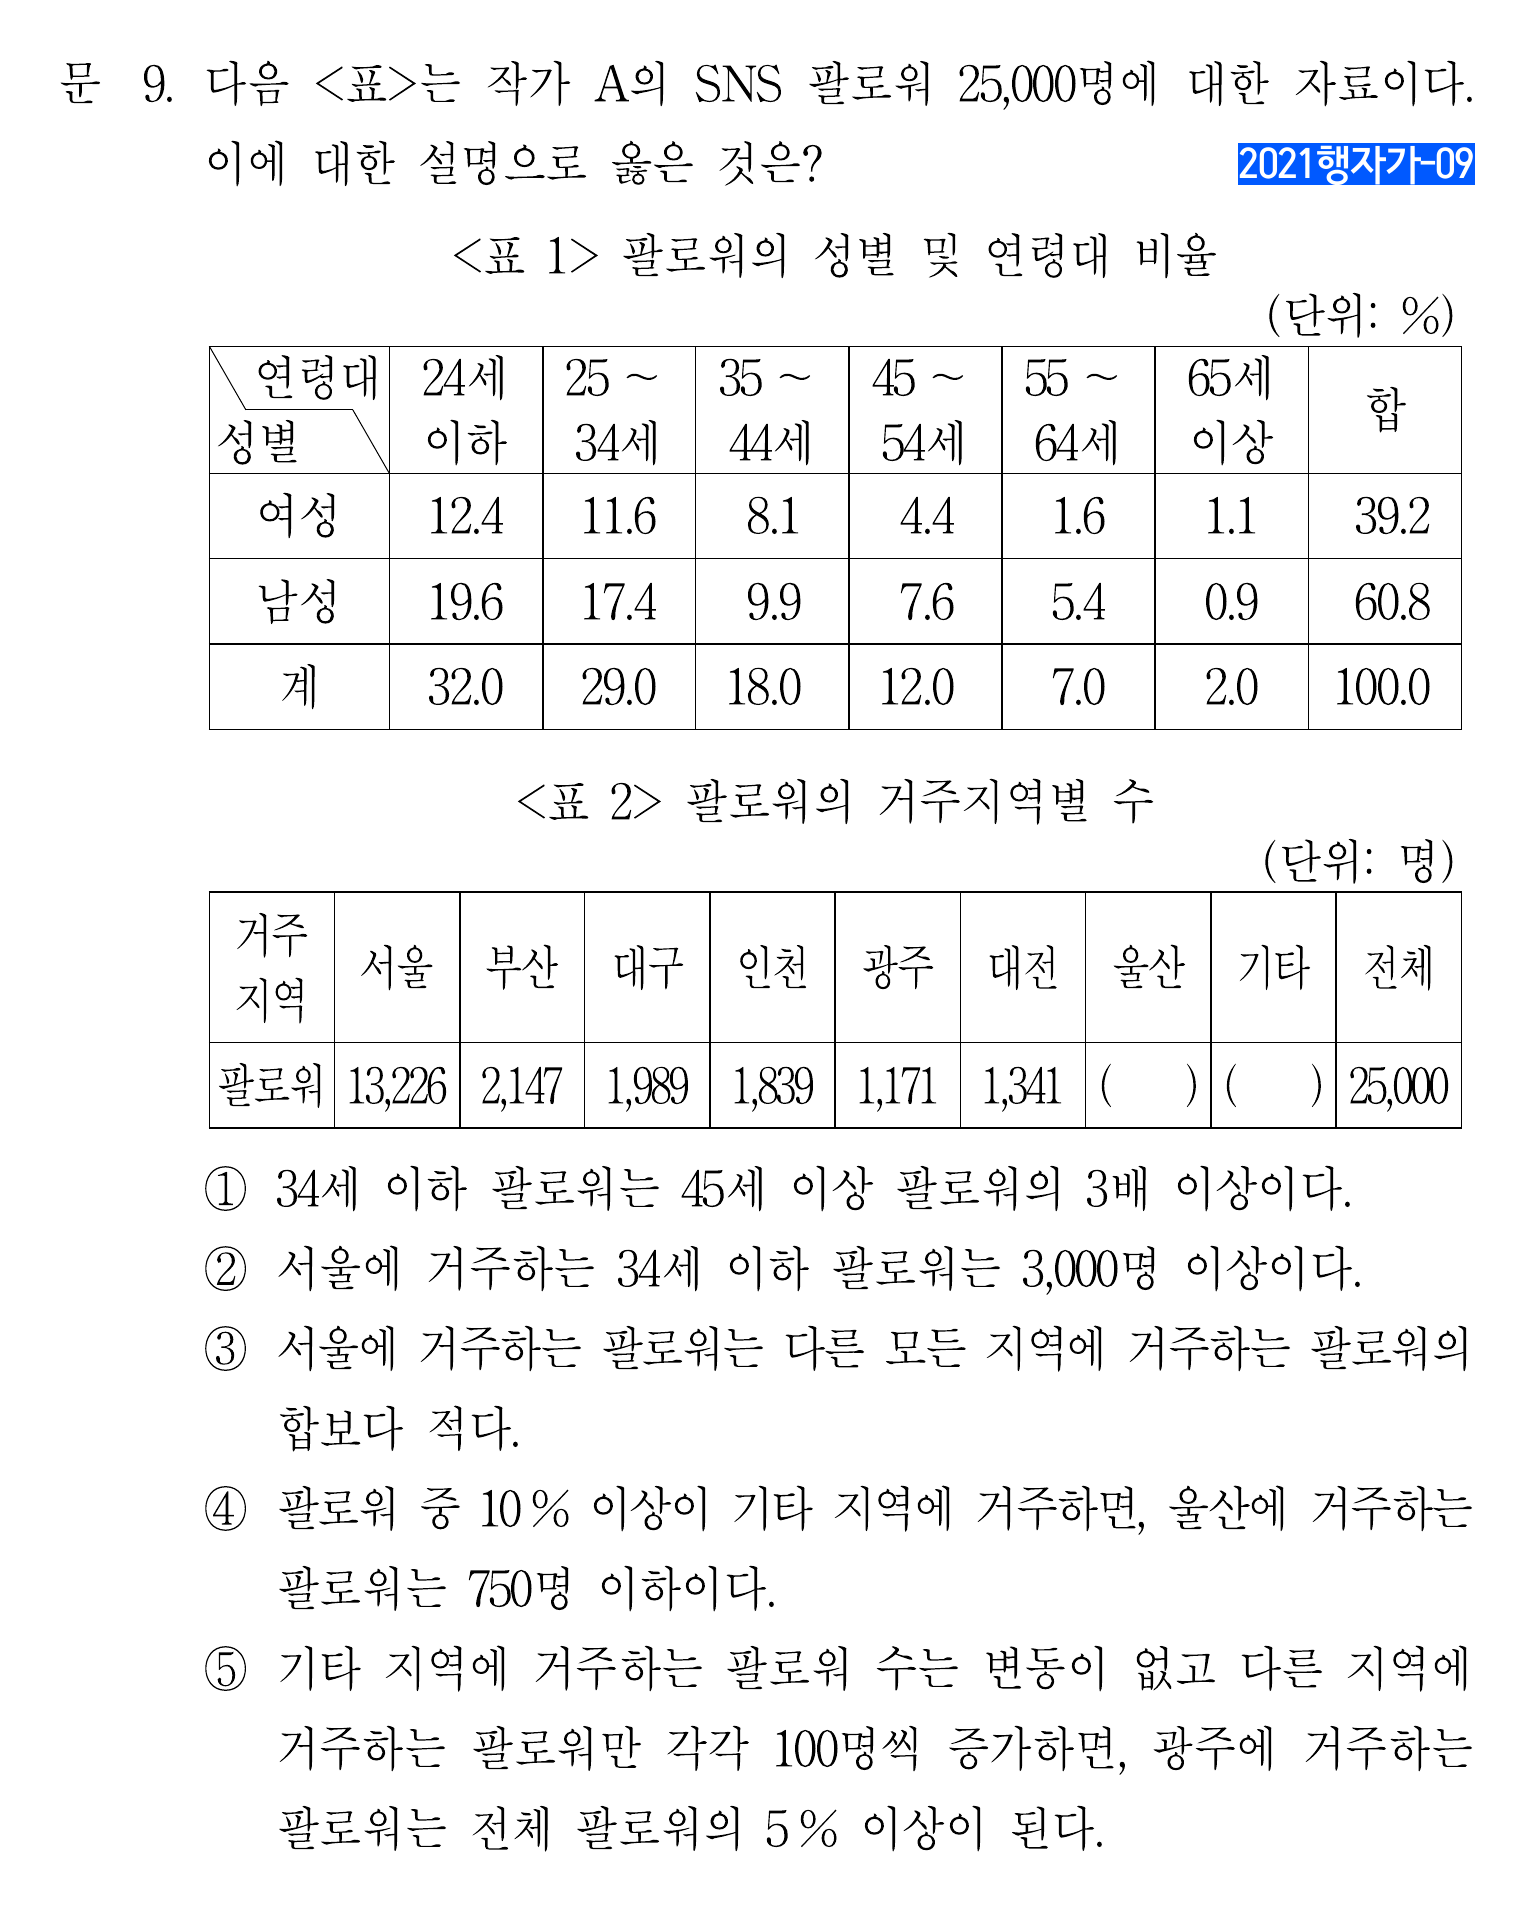 문 9. 다음 <표>는 작가 A의 SNS 팔로워 25,000명에 대한 자료이다.
이에 대한 설명으로 옳은 것은?
2021행자가-09
<표 1> 팔로워의 성별 및 연령대 비율
(단위: %)
연령대 성별 24세 이하 25 ~ 34세 35 ~ 44세 45 ~ 54세 55 ~ 64세 65세 이상 합
여성 12.4 11.6 8.1 4.4 1.6 1.1 39.2
남성 19.6 17.4 9.9 7.6 5.4 0.9 60.8
계 32.0 29.0 18.0 12.0 7.0 2.0 100.0
<표 2> 팔로워의 거주지역별 수
(단위: 명)
거주 지역 서울 부산 대구 인천 광주 대전 울산 기타 전체
팔로워 13,226 2,147 1,989 1,839 1,171 1,341 ( ) ( ) 25,000
① 34세 이하 팔로워는 45세 이상 팔로워의 3배 이상이다.
② 서울에 거주하는 34세 이하 팔로워는 3,000명 이상이다.
③ 서울에 거주하는 팔로워는 다른 모든 지역에 거주하는 팔로워의
합보다 적다.
④ 팔로워 중 10% 이상이 기타 지역에 거주하면, 울산에 거주하는
팔로워는 750명 이하이다.
⑤ 기타 지역에 거주하는 팔로워 수는 변동이 없고 다른 지역에
거주하는 팔로워만 각각 100명씩 증가하면, 광주에 거주하는
팔로워는 전체 팔로워의 5% 이상이 된다.